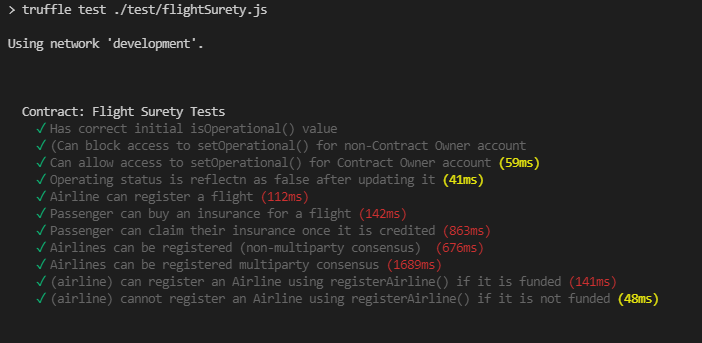 > truffle test ./test/flightSurety.js
Using network 'development'.
Contract: Flight Surety Tests
✓ Has correct initial isOperational() value
✓ (Can block access to setOperational() for non-Contract Owner account
✓ Can allow access to setOperational() for Contract Owner account (59ms)
✓ Operating status is reflectn as false after updating it (41ms)
✓ Airline can register a flight (112ms)
✓ Passenger can buy an insurance for a flight (142ms)
✓ Passenger can claim their insurance once it is credited (863ms)
✓ Airlines can be registered (non-multiparty consensus)  (676ms)
✓ Airlines can be registered multiparty consensus (1689ms)
✓ (airline) can register an Airline using registerAirline() if it is funded (141ms)
✓ (airline) cannot register an Airline using registerAirline() if it is not funded (48ms)